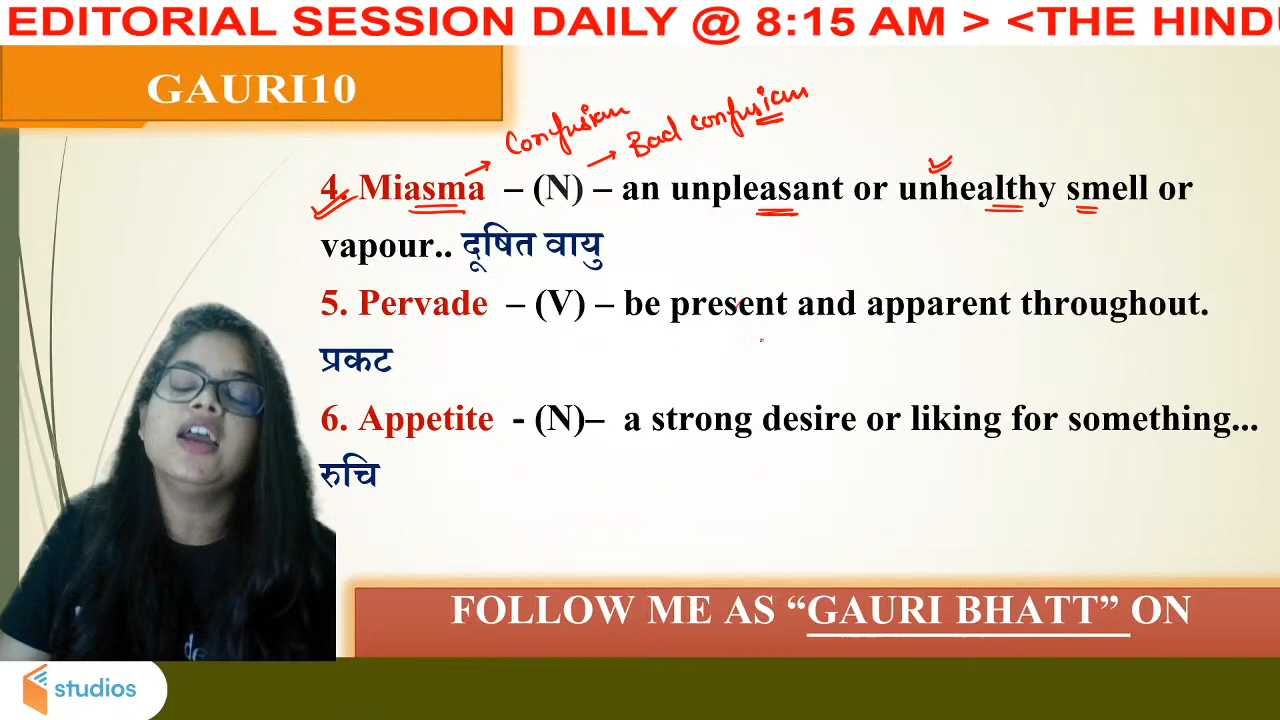 EDITORIAL SESSION DAILY @ 8:15 AM > <THE HINDU
GAURI10
Confusian
Bad confusian
4. Miasma – (N) – an unpleasant or unhealthy smell or
vapour.. दूषित वायु
5. Pervade – (V) – be present and apparent throughout.
प्रकट
6. Appetite - (N)– a strong desire or liking for something...
रुचि
FOLLOW ME AS “GAURI BHATT” ON
studios